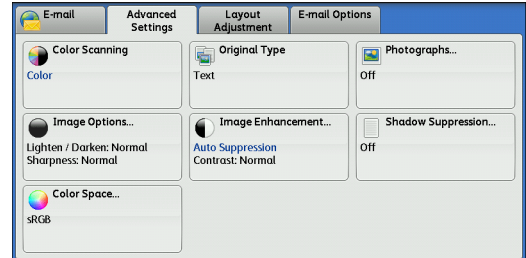 E-mail
Advanced
Settings
Layout
Adjustment
E-mail Options
Color Scanning
Color
Original Type
Text
Photographs...
Off
Image Options...
Lighten / Darken: Normal
Sharpness: Normal
Image Enhancement...
Auto Suppression
Contrast: Normal
Shadow Suppression...
Off
Color Space...
sRGB